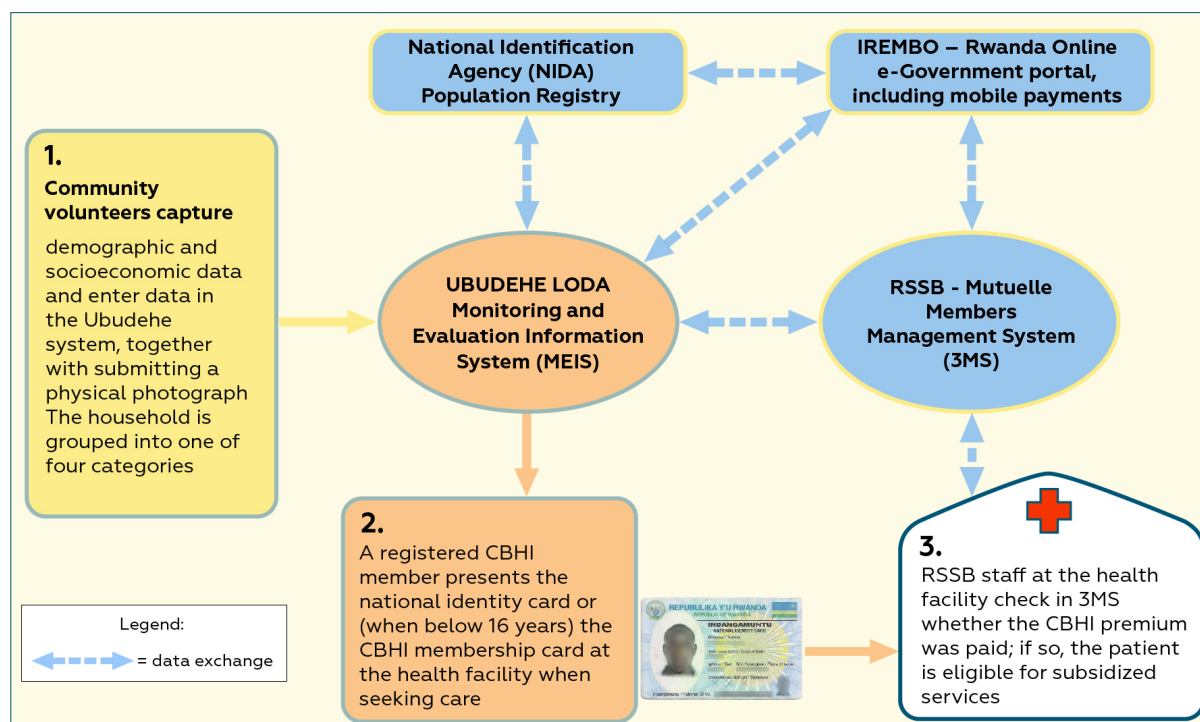 National Identification
Agency (NIDA)
Population Registry
IREMBO – Rwanda Online
e-Government portal,
including mobile payments
1.
Community
volunteers capture
demographic and
socioeconomic data
and enter data in
the Ubudehe
system, together
with submitting a
physical photograph
The household is
grouped into one of
four categories
UBUDEHE LODA
Monitoring and
Evaluation Information
System (MEIS)
RSSB - Mutuelle
Members
Management System
(3MS)
2.
A registered CBHI
member presents the
national identity card or
(when below 16 years) the
CBHI membership card at
the health facility when
seeking care
REPUBULIKA Y'U RWANDA
REPUBLIC OF RWANDA
INDANGAMUNTU
NATIONAL IDENTITY CARD
3.
RSSB staff at the health
facility check in 3MS
whether the CBHI premium
was paid; if so, the patient
is eligible for subsidized
services
Legend:
= data exchange